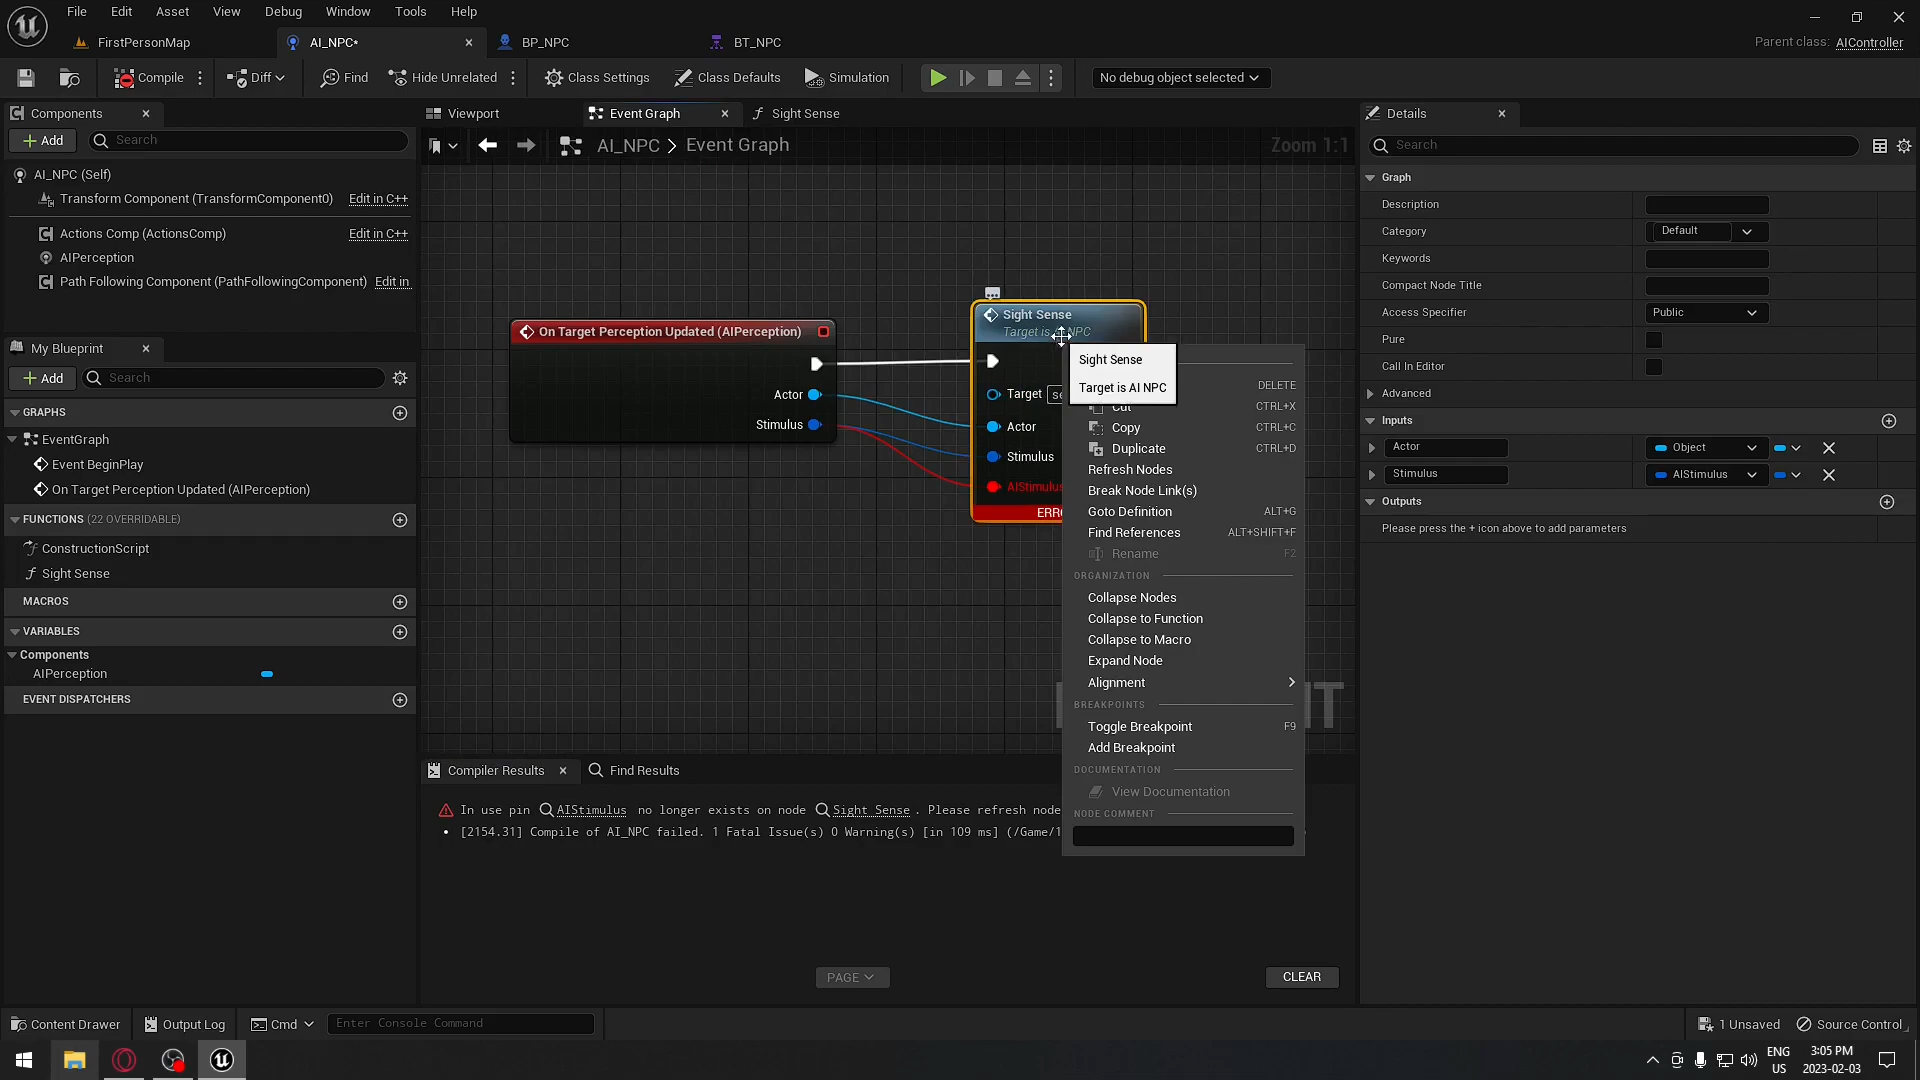 File Edit Asset View Debug Window Tools Help
FirstPersonMap AI_NPC* BP_NPC BT_NPC
Parent class: AIController
Compile Diff Find Hide Unrelated Class Settings Class Defaults Simulation No debug object selected
Components
Add Search
AI_NPC (Self)
Transform Component (TransformComponent0) Edit in C++
Actions Comp (ActionsComp) Edit in C++
AIPerception
Path Following Component (PathFollowingComponent) Edit in
My Blueprint
Add Search
GRAPHS
EventGraph
Event BeginPlay
On Target Perception Updated (AIPerception)
FUNCTIONS (22 OVERRIDABLE)
ConstructionScript
Sight Sense
MACROS
VARIABLES
Components
AIPerception
EVENT DISPATCHERS
Viewport Event Graph Sight Sense
AI_NPC > Event Graph Zoom 1:1
On Target Perception Updated (AIPerception)
Actor
Stimulus
Sight Sense
Target is AI NPC
Target
Actor
Stimulus
AIStimulus
Sight Sense
Target is AI NPC
DELETE
Cut CTRL+X
Copy CTRL+C
Duplicate CTRL+D
Refresh Nodes
Break Node Link(s)
Goto Definition ALT+G
Find References ALT+SHIFT+F
Rename F2
ORGANIZATION
Collapse Nodes
Collapse to Function
Collapse to Macro
Expand Node
Alignment
BREAKPOINTS
Toggle Breakpoint F9
Add Breakpoint
DOCUMENTATION
View Documentation
NODE COMMENT
Compiler Results Find Results
In use pin AIStimulus no longer exists on node Sight Sense . Please refresh node
[2154.31] Compile of AI_NPC failed. 1 Fatal Issue(s) 0 Warning(s) [in 109 ms] (/Game/1
PAGE
CLEAR
Details
Search
Graph
Description
Category Default
Keywords
Compact Node Title
Access Specifier Public
Pure
Call In Editor
Advanced
Inputs
Actor Object
Stimulus AIStimulus
Outputs
Please press the + icon above to add parameters
Content Drawer Output Log Cmd Enter Console Command 1 Unsaved Source Control
ENG
US
3:05 PM
2023-02-03